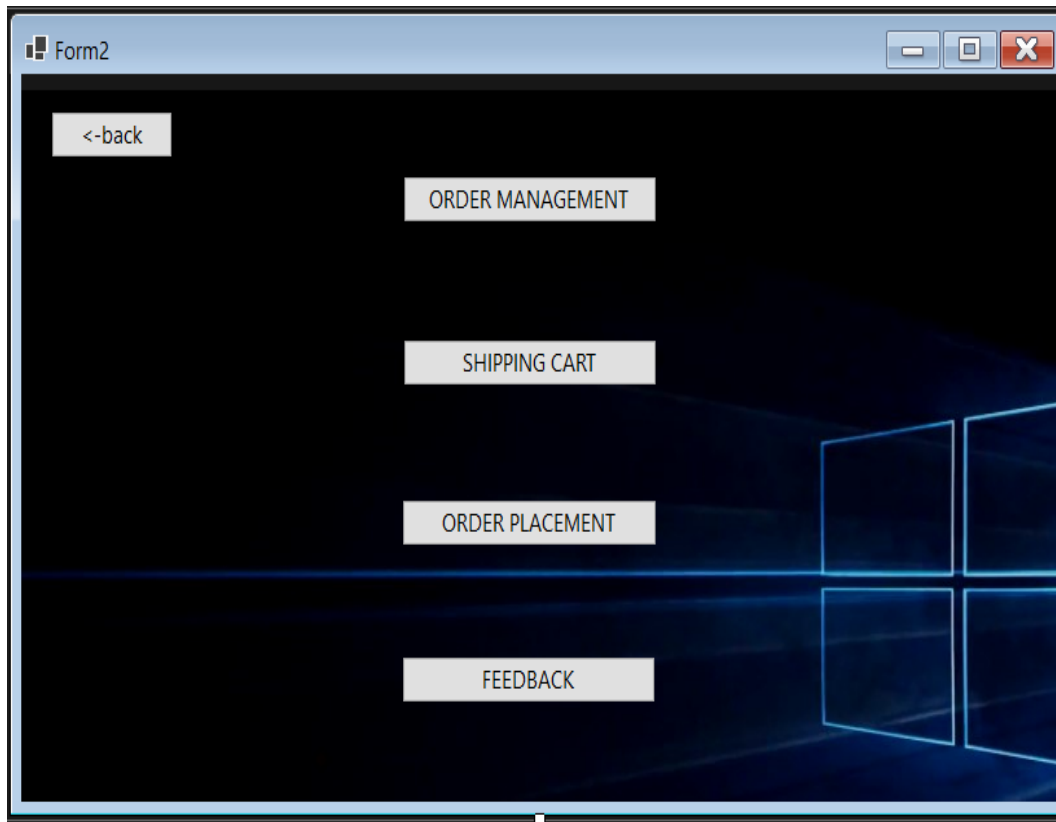 Form2
<-back
ORDER MANAGEMENT
SHIPPING CART
ORDER PLACEMENT
FEEDBACK